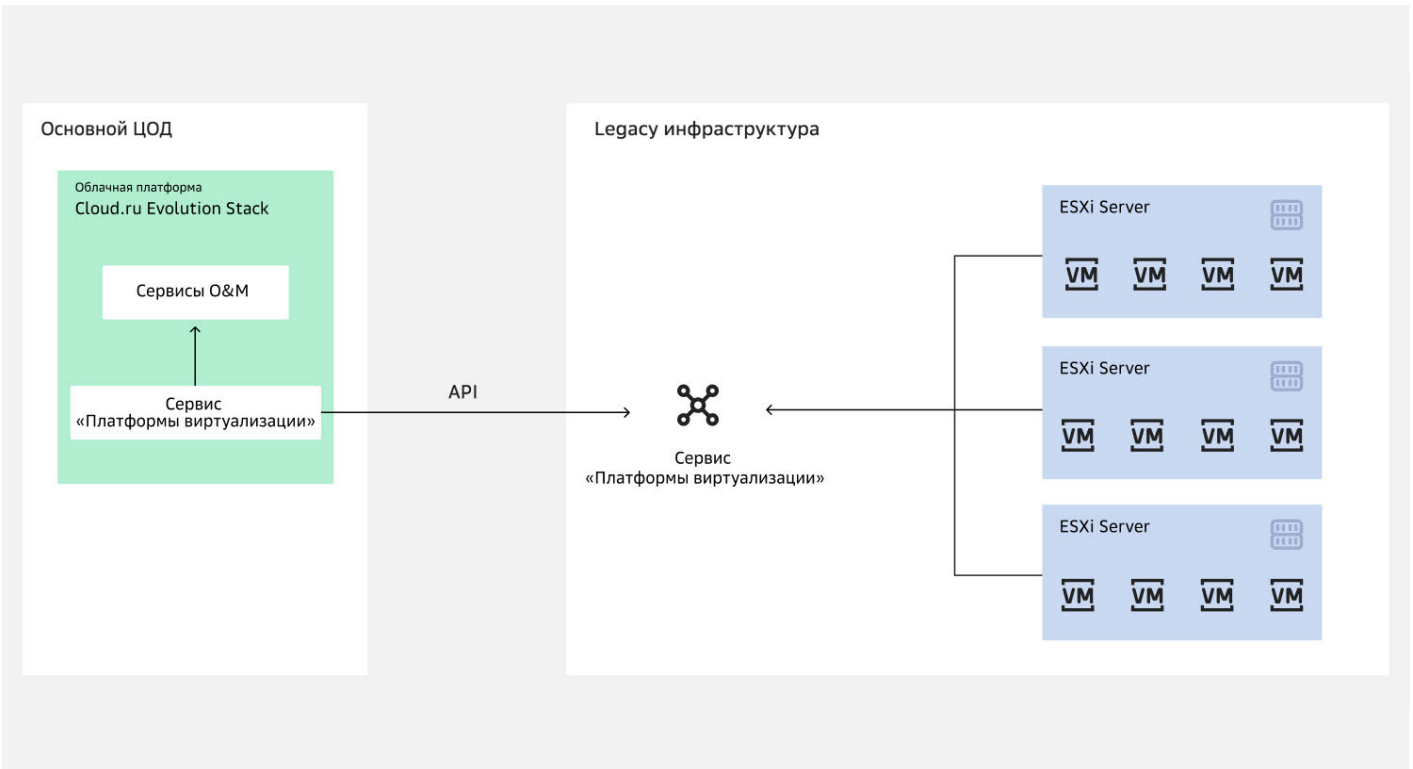 Основной ЦОД
Облачная платформа
Cloud.ru Evolution Stack
Сервисы O&M
Сервис
«Платформы виртуализации»
API
Legacy инфраструктура
Сервис
«Платформы виртуализации»
ESXi Server
VM VM VM VM
ESXi Server
VM VM VM VM
ESXi Server
VM VM VM VM